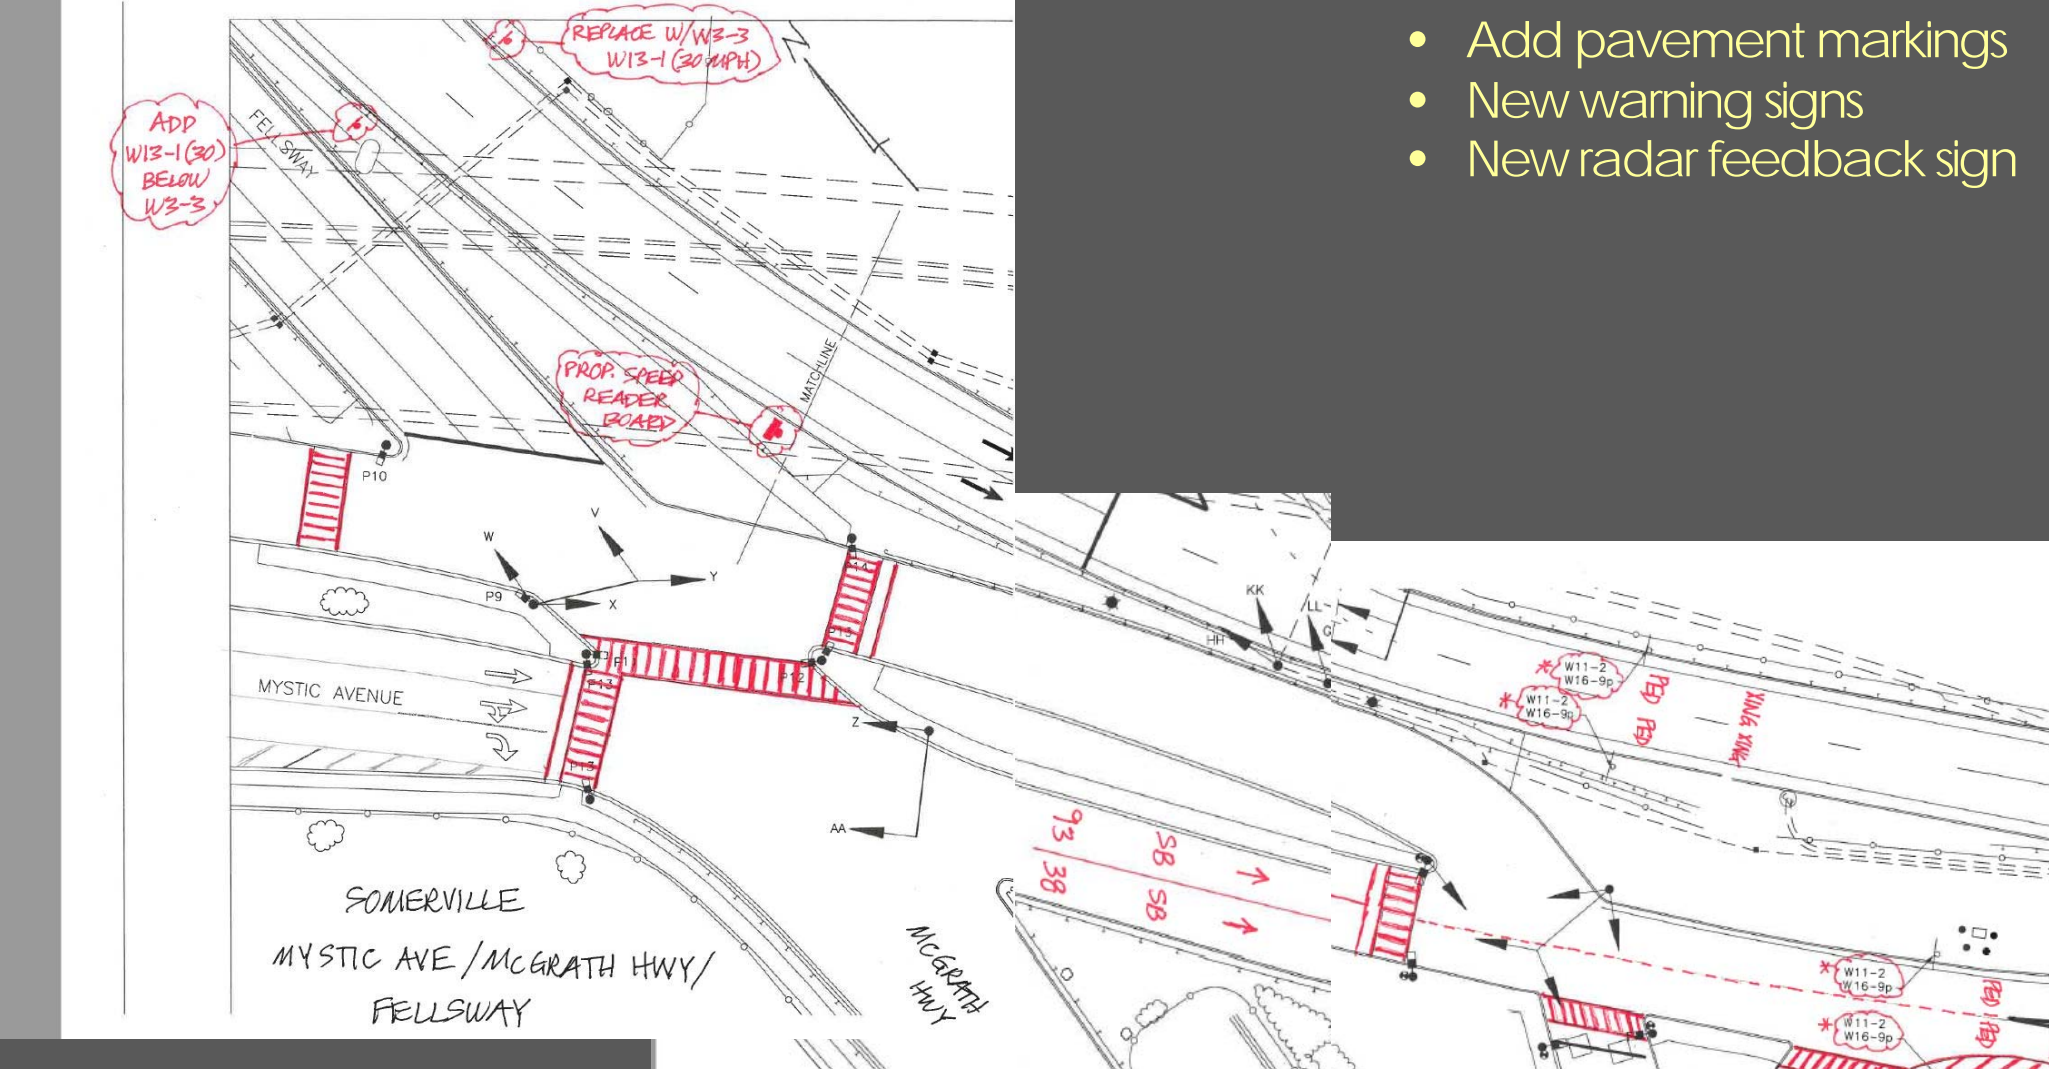 • Add pavement markings
• New warning signs
• New radar feedback sign
REPLACE W/W3-3
W13-1 (30 MPH)
ADD
W13-1 (30)
BELOW
W3-3
FELLSWAY
N
PROP. SPEED
READER
BOARD
MATCHLINE
P10
W
V
Y
X
P9
P14
P13
P11
P12
P13
P13
Z
AA
MYSTIC AVENUE
SOMERVILLE
MYSTIC AVE/MCGRATH HWY/
FELLSWAY
MCGRATH
HWY
KK
LL
HH
G
* W11-2
W16-9p
* W11-2
W16-9p
PED PED
XING XING
93 SB
38 SB
* W11-2
W16-9p
* W11-2
W16-9p
PED PED